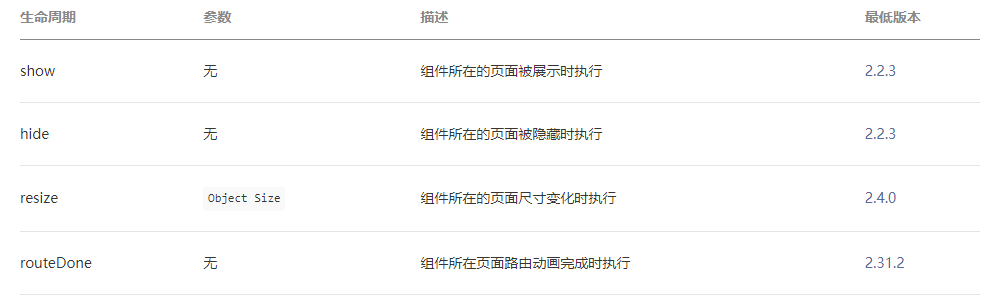 生命周期 参数 描述 最低版本
show 无 组件所在的页面被展示时执行 2.2.3
hide 无 组件所在的页面被隐藏时执行 2.2.3
resize Object Size 组件所在的页面尺寸变化时执行 2.4.0
routeDone 无 组件所在页面路由动画完成时执行 2.31.2